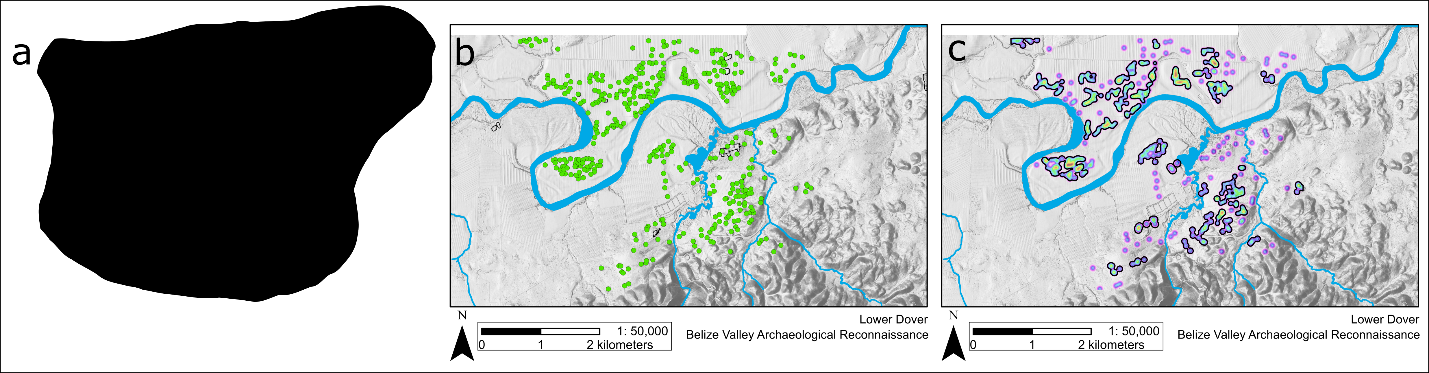 a
b
c
N
0 1 2 kilometers
1: 50,000
Lower Dover
Belize Valley Archaeological Reconnaissance
N
0 1 2 kilometers
1: 50,000
Lower Dover
Belize Valley Archaeological Reconnaissance